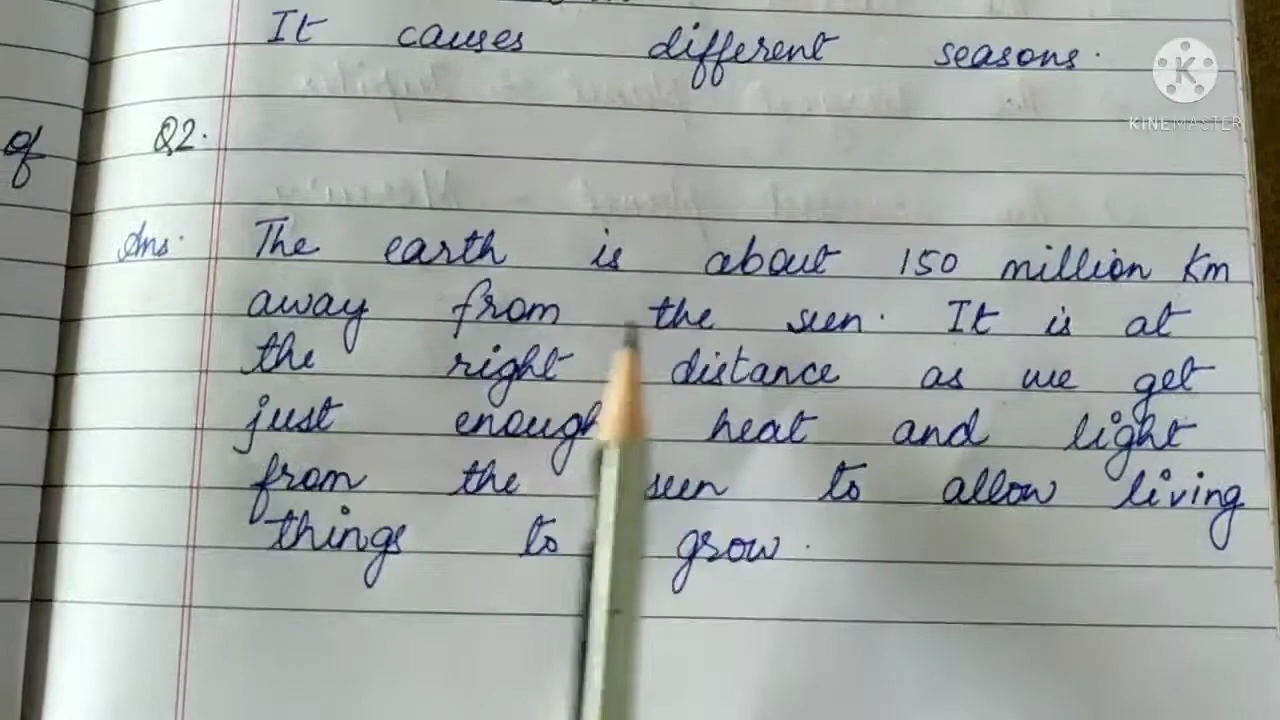 It causes different seasons.
KINEMASTER
of
Q2.
Ans. The earth is about 150 million km
away from the sun. It is at
the right distance as we get
just enough heat and light
from the sun to allow living
things to grow.